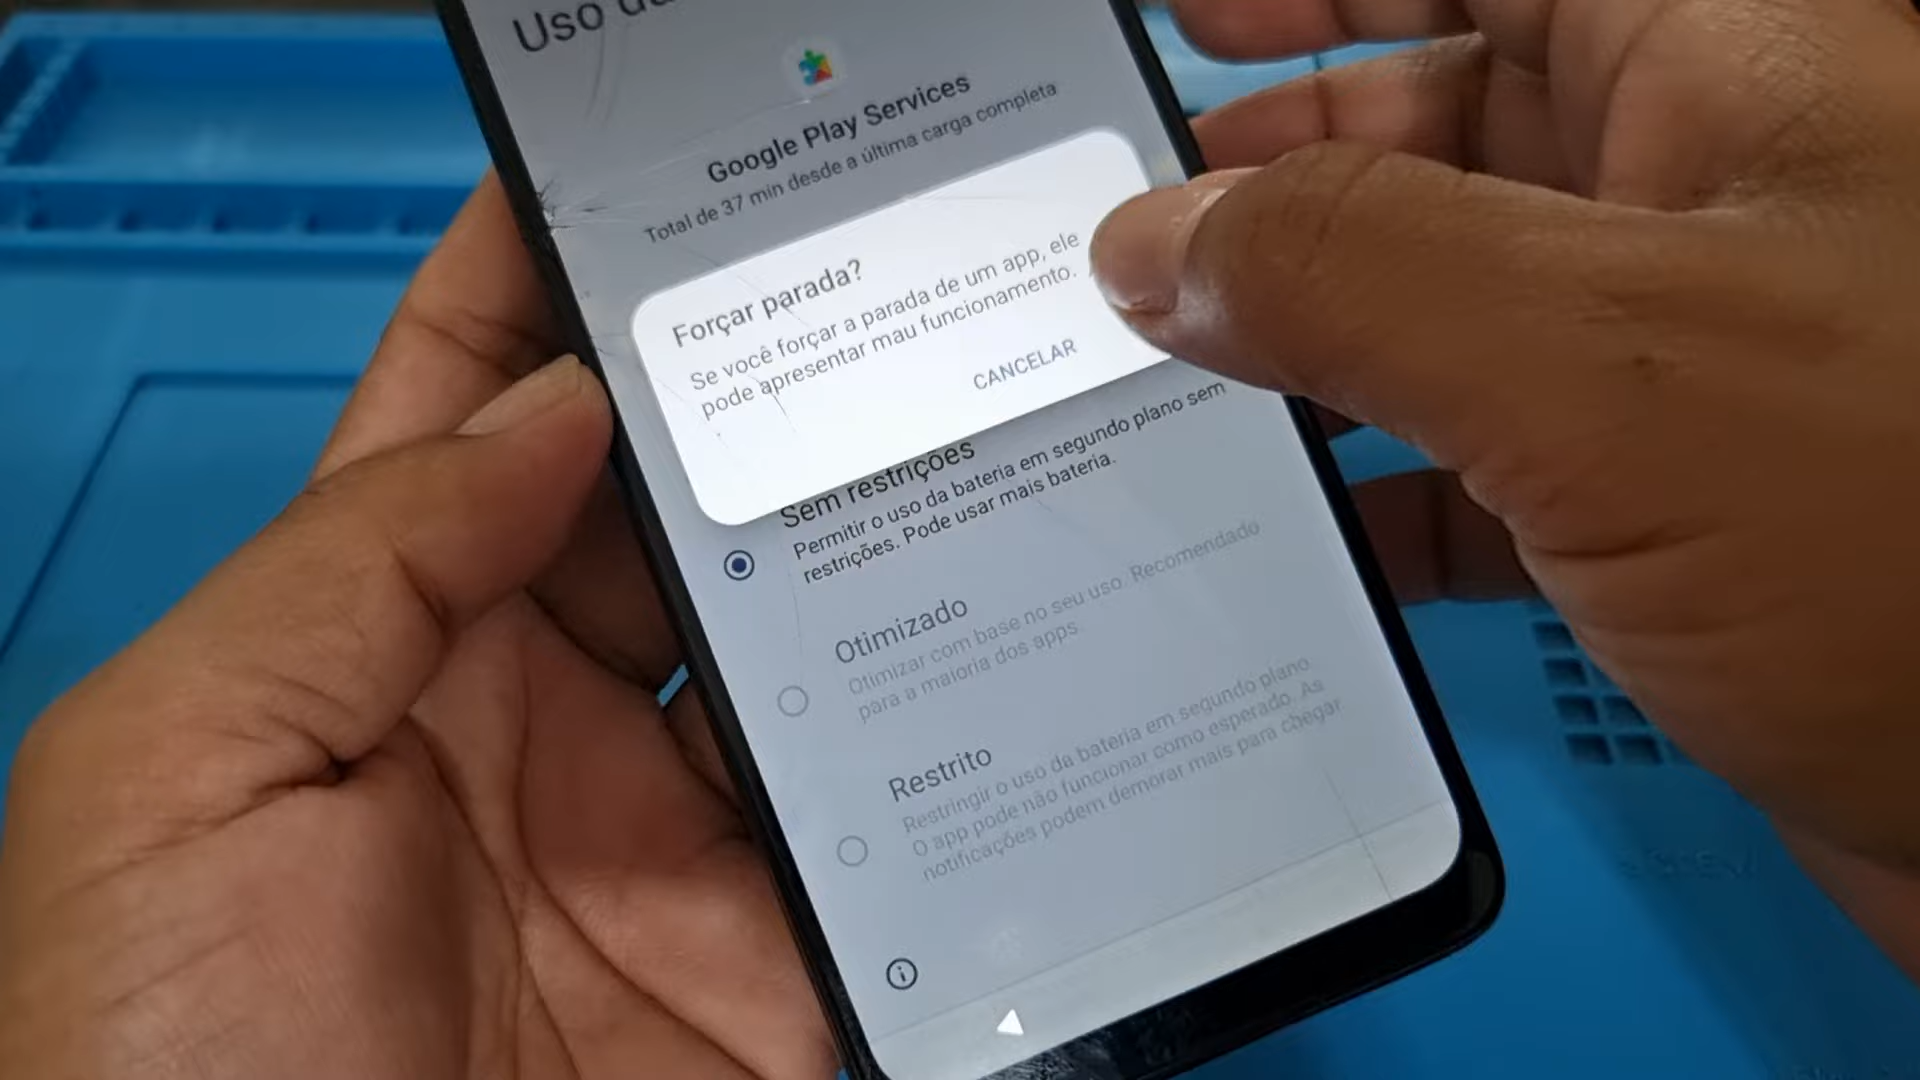 Uso
Google Play Services
Total de 37 min desde a última carga completa
Forçar parada?
Se você forçar a parada de um app, ele
pode apresentar mau funcionamento.
CANCELAR
Sem restrições
Permitir o uso da bateria em segundo plano sem
restrições. Pode usar mais bateria.
Otimizado
Otimizar com base no seu uso. Recomendado
para a maioria dos apps.
Restrito
Restringir o uso da bateria em segundo plano.
O app pode não funcionar como esperado. As
notificações podem demorar mais para chegar.